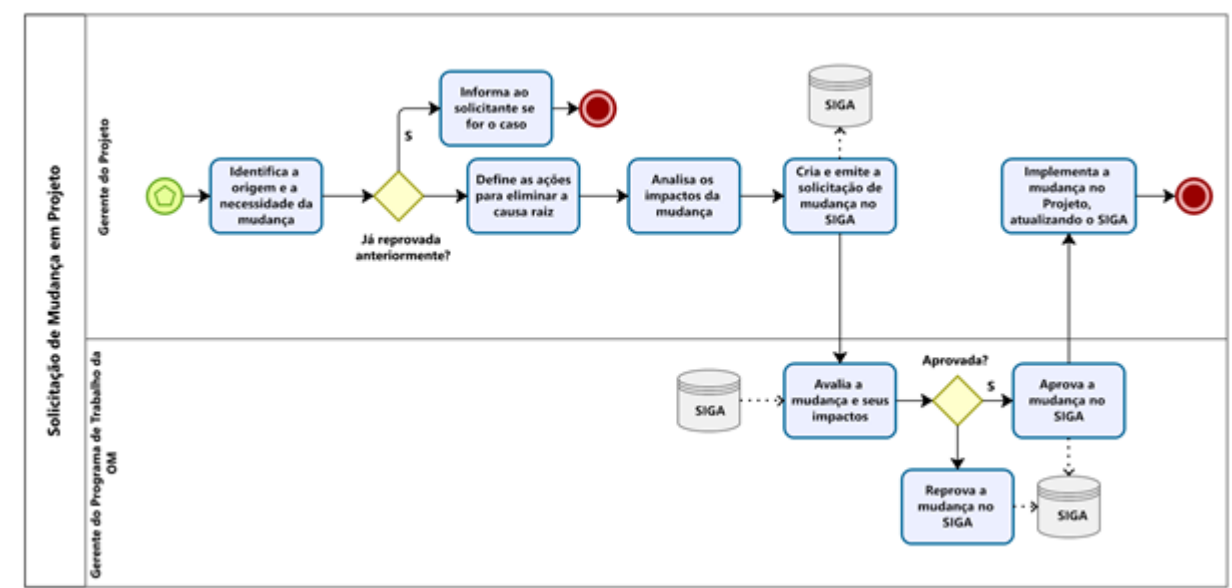 Solicitação de Mudança em Projeto
Gerente do Projeto
Informa ao
solicitante se
for o caso
S
Identifica a
origem e a
necessidade da
mudança
Já reprovada
anteriormente?
Define as ações
para eliminar a
causa raiz
Analisa os
impactos da
mudança
SIGA
Cria e emite a
solicitação de
mudança no
SIGA
Implementa a
mudança no
Projeto,
atualizando o SIGA
Gerente do Programa de Trabalho da
OM
SIGA
Avalia a
mudança e seus
impactos
Aprovada?
S
Aprova a
mudança no
SIGA
Reprova a
mudança no
SIGA
SIGA